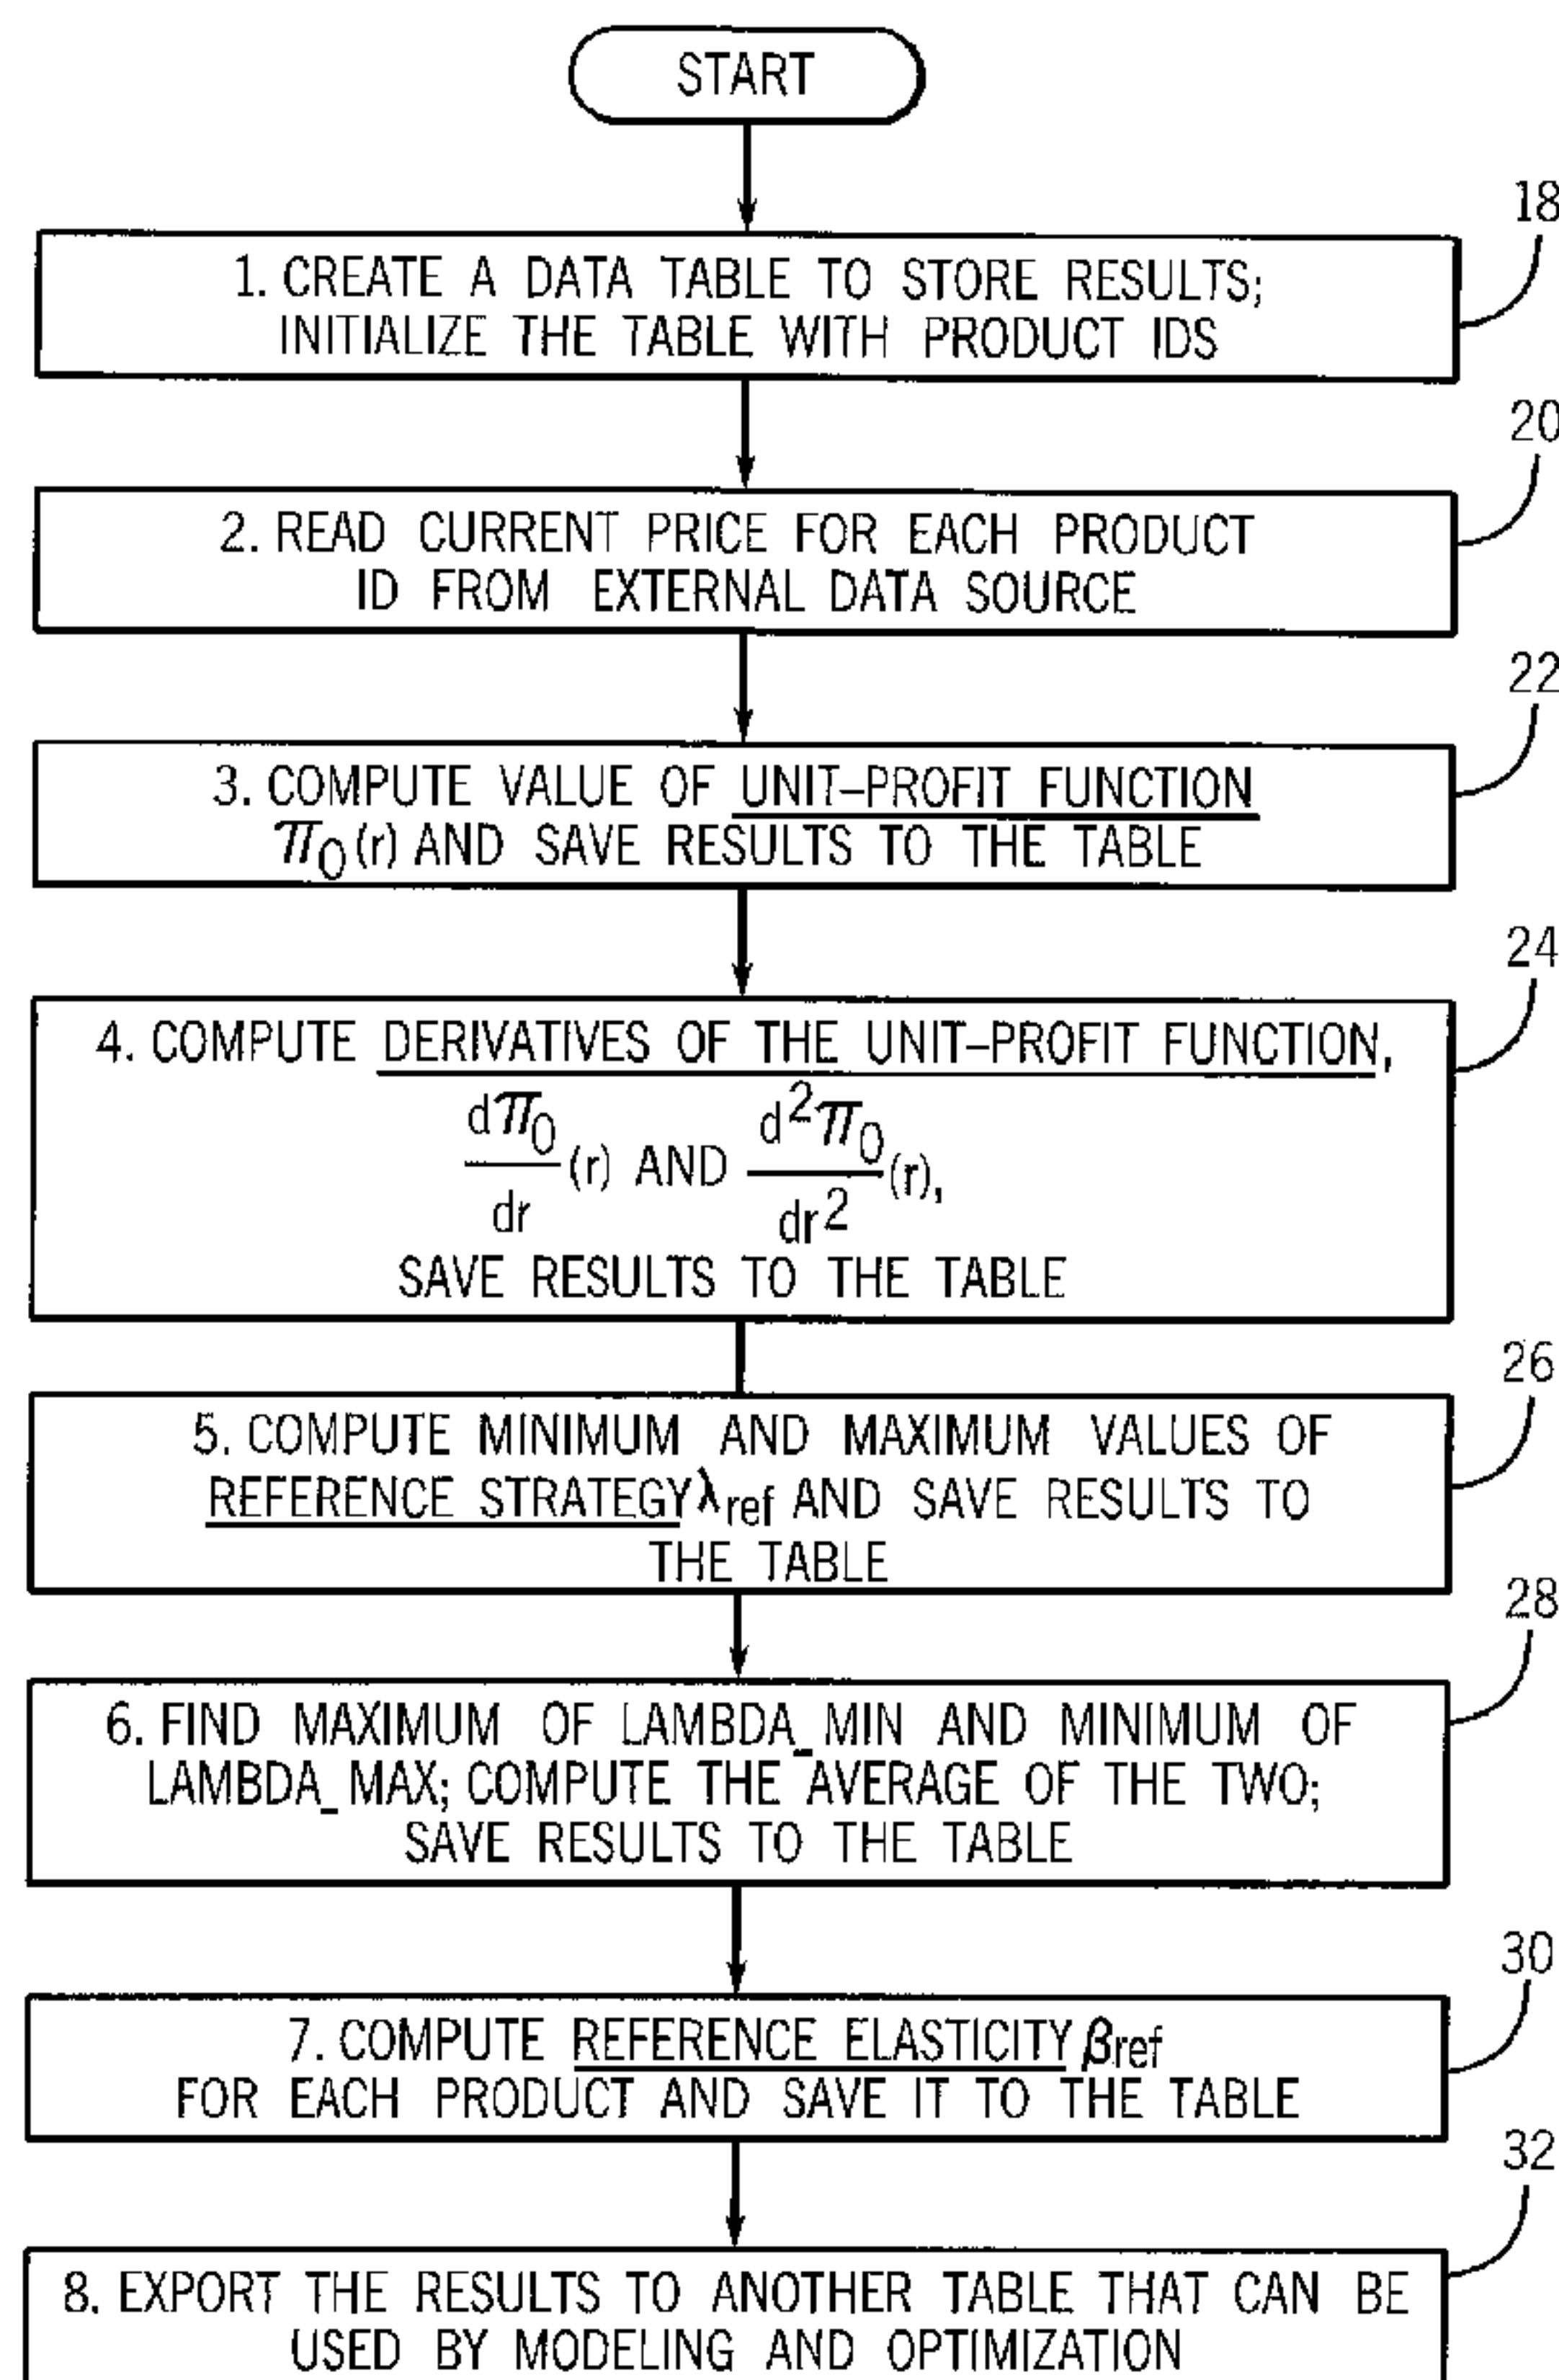 START
18
1. CREATE A DATA TABLE TO STORE RESULTS;
INITIALIZE THE TABLE WITH PRODUCT IDS
20
2. READ CURRENT PRICE FOR EACH PRODUCT
ID FROM EXTERNAL DATA SOURCE
22
3. COMPUTE VALUE OF UNIT-PROFIT FUNCTION
π₀(r) AND SAVE RESULTS TO THE TABLE
24
4. COMPUTE DERIVATIVES OF THE UNIT-PROFIT FUNCTION,
dπ₀/dr (r) AND d²π₀/dr² (r),
SAVE RESULTS TO THE TABLE
26
5. COMPUTE MINIMUM AND MAXIMUM VALUES OF
REFERENCE STRATEGY λref AND SAVE RESULTS TO
THE TABLE
28
6. FIND MAXIMUM OF LAMBDA_MIN AND MINIMUM OF
LAMBDA_MAX; COMPUTE THE AVERAGE OF THE TWO;
SAVE RESULTS TO THE TABLE
30
7. COMPUTE REFERENCE ELASTICITY βref
FOR EACH PRODUCT AND SAVE IT TO THE TABLE
32
8. EXPORT THE RESULTS TO ANOTHER TABLE THAT CAN BE
USED BY MODELING AND OPTIMIZATION